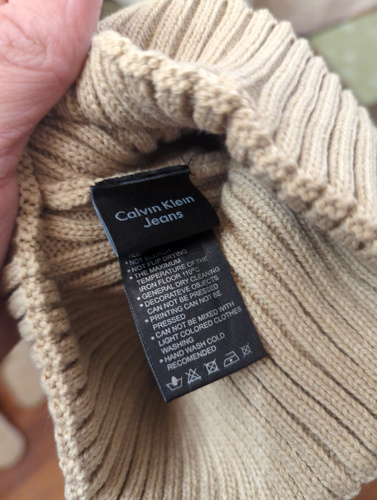 Calvin Klein
Jeans
• NOT FLIP DRYING
• THE MAXIMUM
TEMPERATURE OF THE
IRON FLOOR 110°C
• GENERAL DRY CLEANING
• DECORATEVE OBJECTS
CAN NOT BE PRESSED
• PRINTING CAN NOT BE
PRESSED
• CAN NOT BE MIXED WITH
LIGHT COLORED CLOTHES
WASHING
• HAND WASH COLD
RECOMENDED